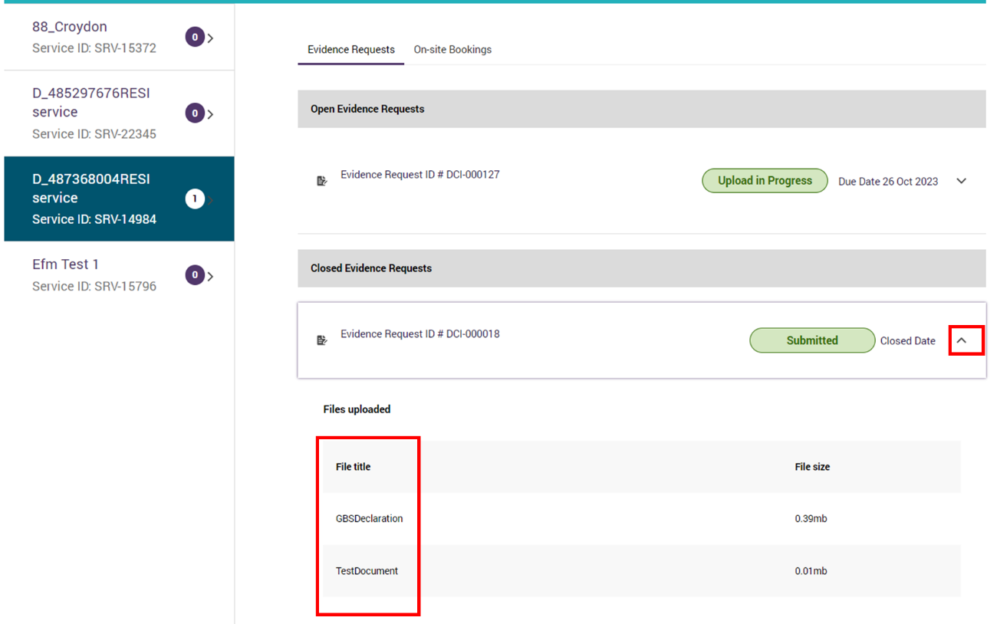 88_Croydon
Service ID: SRV-15372
0
D_485297676RESI
service
Service ID: SRV-22345
0
D_487368004RESI
service
Service ID: SRV-14984
1
Efm Test 1
Service ID: SRV-15796
0
Evidence Requests On-site Bookings
Open Evidence Requests
Evidence Request ID # DCI-000127 Upload in Progress Due Date 26 Oct 2023
Closed Evidence Requests
Evidence Request ID # DCI-000018 Submitted Closed Date
Files uploaded
File title File size
GBSDeclaration 0.39mb
TestDocument 0.01mb